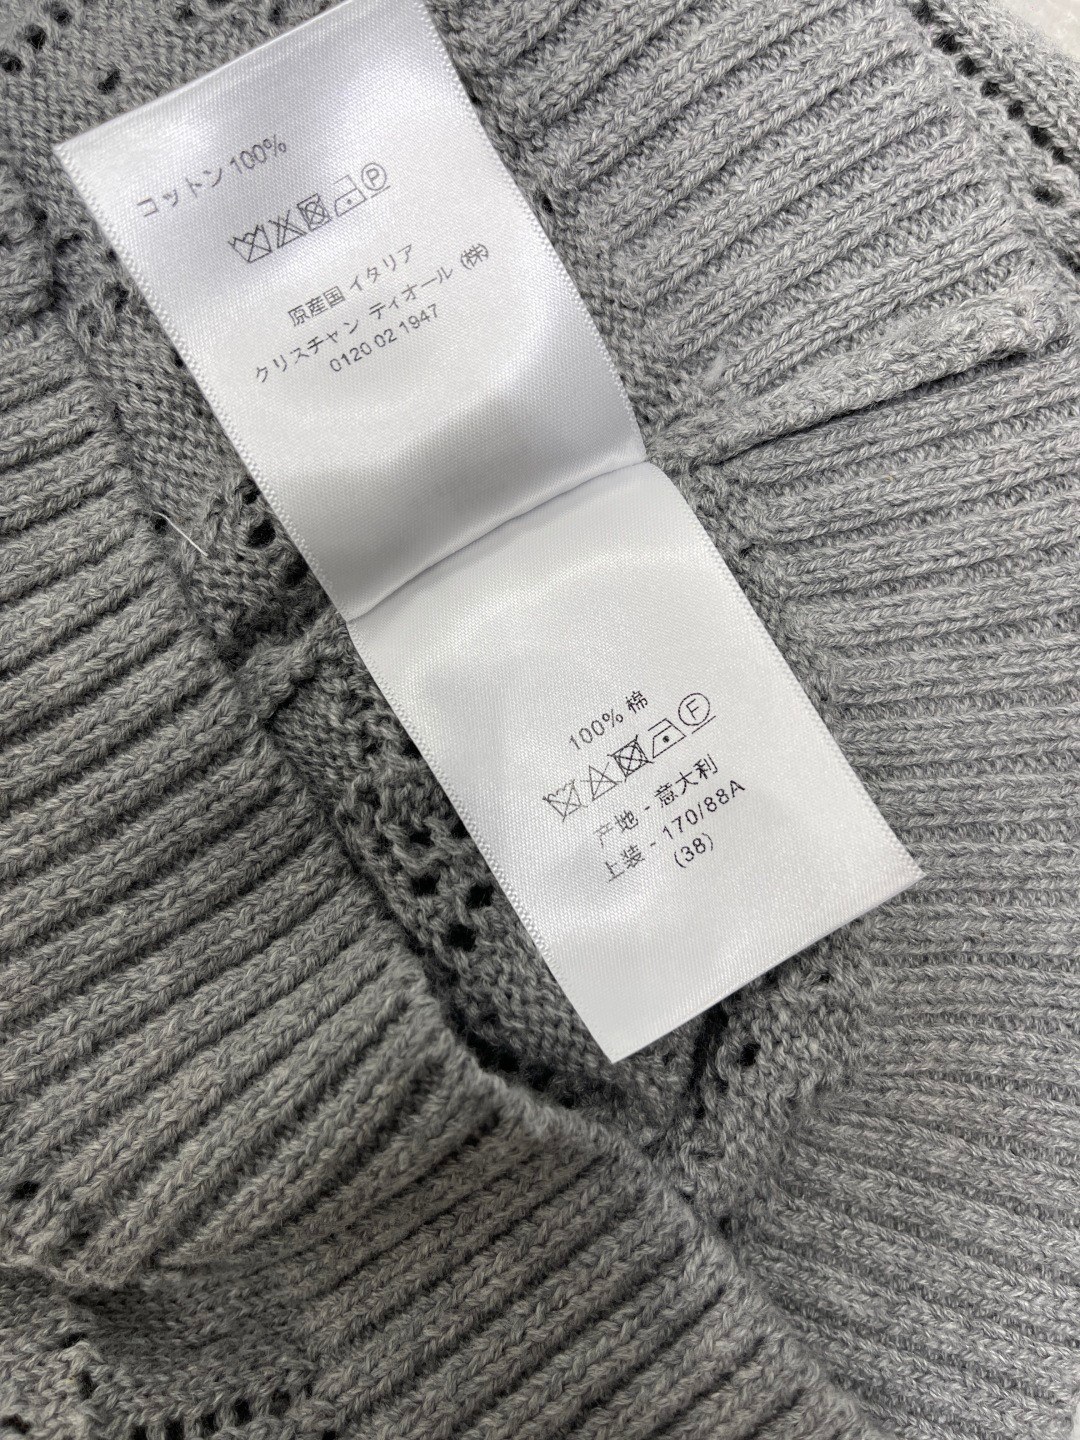 コットン 100%
P
原産国 イタリア
クリスチャン ディオール (株)
0120 02 1947
100% 棉
F
产地 - 意大利
上装 - 170/88A
(38)